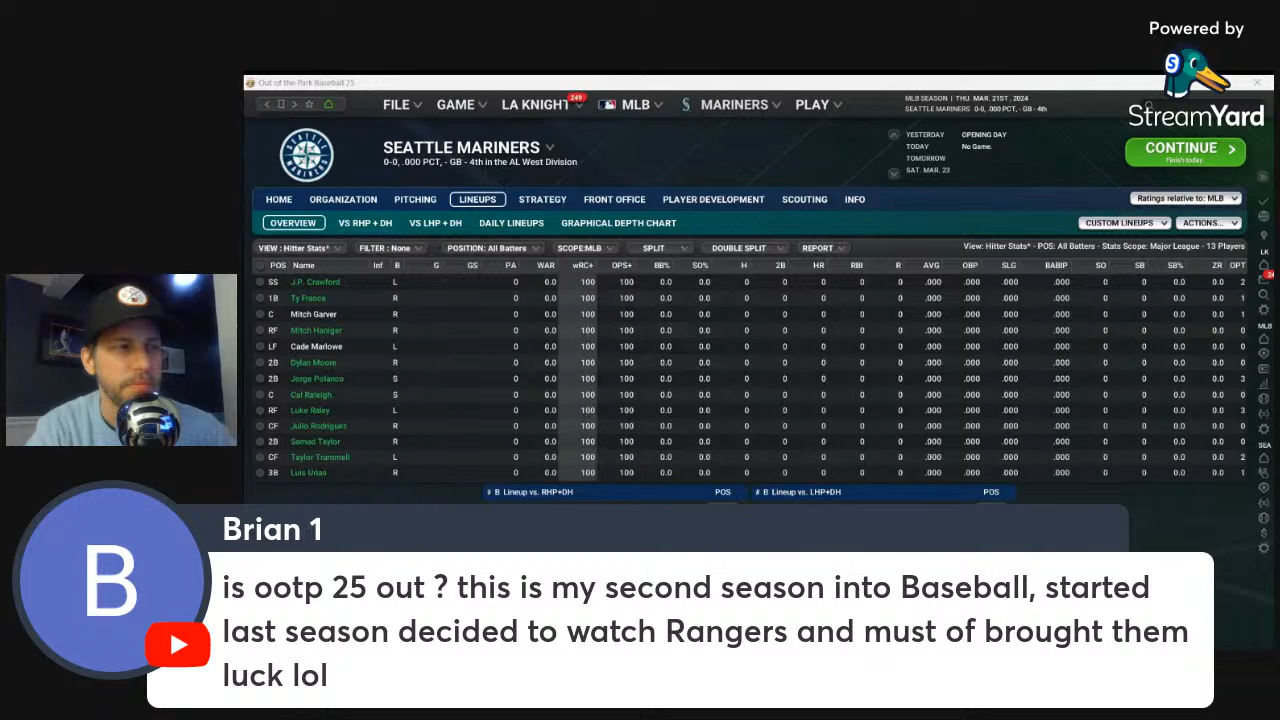 Powered by
StreamYard
Out of the Park Baseball 25
FILE GAME LA KNIGHT 249 MLB MARINERS PLAY
MLB SEASON | THU. MAR. 21ST, 2024
SEATTLE MARINERS 0-0, .000 PCT, - GB - 4th
SEATTLE MARINERS
0-0, .000 PCT, - GB - 4th in the AL West Division
YESTERDAY OPENING DAY
TODAY No Game.
TOMORROW
SAT. MAR. 23
CONTINUE
Finish today.
HOME ORGANIZATION PITCHING LINEUPS STRATEGY FRONT OFFICE PLAYER DEVELOPMENT SCOUTING INFO Ratings relative to: MLB
OVERVIEW VS RHP + DH VS LHP + DH DAILY LINEUPS GRAPHICAL DEPTH CHART CUSTOM LINEUPS ACTIONS...
VIEW : Hitter Stats* FILTER : None POSITION: All Batters SCOPE:MLB SPLIT DOUBLE SPLIT REPORT View: Hitter Stats* - POS: All Batters - Stats Scope: Major League - 13 Players
POS Name Inf B G GS PA WAR wRC+ OPS+ BB% SO% H 2B HR RBI R AVG OBP SLG BABIP SO SB SB% ZR OPT
SS J.P. Crawford L 0 0.0 100 100 0.0 0.0 0 0 0 0 0 .000 .000 .000 .000 0 0 0.0 0.0 2
1B Ty France R 0 0.0 100 100 0.0 0.0 0 0 0 0 0 .000 .000 .000 .000 0 0 0.0 0.0 1
C Mitch Garver R 0 0.0 100 100 0.0 0.0 0 0 0 0 0 .000 .000 .000 .000 0 0 0.0 0.0 1
RF Mitch Haniger R 0 0.0 100 100 0.0 0.0 0 0 0 0 0 .000 .000 .000 .000 0 0 0.0 0.0 0
LF Cade Marlowe L 0 0.0 100 100 0.0 0.0 0 0 0 0 0 .000 .000 .000 .000 0 0 0.0 0.0 0
2B Dylan Moore R 0 0.0 100 100 0.0 0.0 0 0 0 0 0 .000 .000 .000 .000 0 0 0.0 0.0 0
2B Jorge Polanco S 0 0.0 100 100 0.0 0.0 0 0 0 0 0 .000 .000 .000 .000 0 0 0.0 0.0 3
C Cal Raleigh S 0 0.0 100 100 0.0 0.0 0 0 0 0 0 .000 .000 .000 .000 0 0 0.0 0.0 0
RF Luke Raley L 0 0.0 100 100 0.0 0.0 0 0 0 0 0 .000 .000 .000 .000 0 0 0.0 0.0 3
CF Julio Rodriguez R 0 0.0 100 100 0.0 0.0 0 0 0 0 0 .000 .000 .000 .000 0 0 0.0 0.0 0
2B Samad Taylor R 0 0.0 100 100 0.0 0.0 0 0 0 0 0 .000 .000 .000 .000 0 0 0.0 0.0 0
CF Taylor Trammell L 0 0.0 100 100 0.0 0.0 0 0 0 0 0 .000 .000 .000 .000 0 0 0.0 0.0 2
3B Luis Urias R 0 0.0 100 100 0.0 0.0 0 0 0 0 0 .000 .000 .000 .000 0 0 0.0 0.0 1
# B Lineup vs. RHP+DH POS # B Lineup vs. LHP+DH POS
LK
MLB
SEA
B
Brian 1
is ootp 25 out ? this is my second season into Baseball, started
last season decided to watch Rangers and must of brought them
luck lol